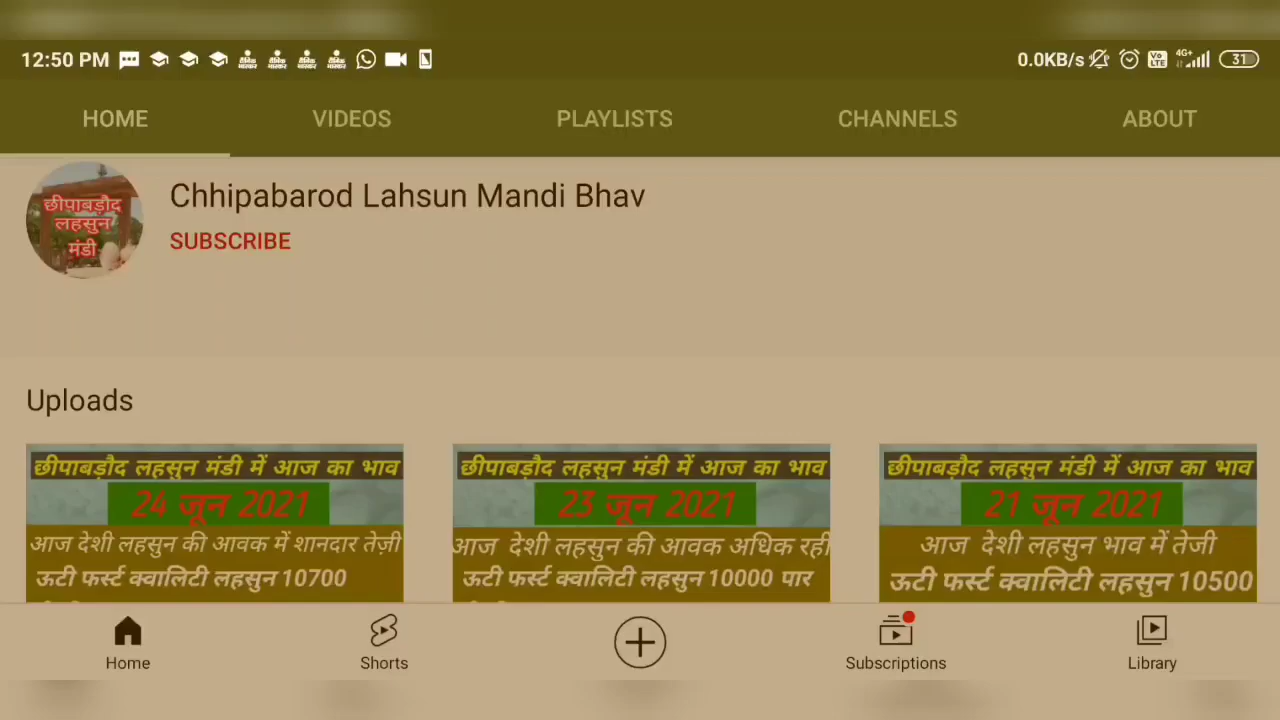 12:50 PM
0.0KB/s
VoLTE
4G+
31
HOME
VIDEOS
PLAYLISTS
CHANNELS
ABOUT
छीपाबड़ौद
लहसुन
मंडी
Chhipabarod Lahsun Mandi Bhav
SUBSCRIBE
Uploads
छीपाबड़ौद लहसुन मंडी में आज का भाव
24 जून 2021
आज देशी लहसुन की आवक में शानदार तेज़ी
ऊटी फर्स्ट क्वालिटी लहसुन 10700
छीपाबड़ौद लहसुन मंडी में आज का भाव
23 जून 2021
आज देशी लहसुन की आवक अधिक रही
ऊटी फर्स्ट क्वालिटी लहसुन 10000 पार
छीपाबड़ौद लहसुन मंडी में आज का भाव
21 जून 2021
आज देशी लहसुन भाव में तेजी
ऊटी फर्स्ट क्वालिटी लहसुन 10500
Home
Shorts
Subscriptions
Library